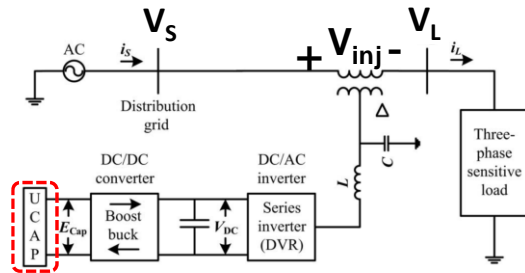 V_S
V_L
+ V_inj -
AC
i_S
i_L
Distribution
grid
Δ
C
L
Three-
phase
sensitive
load
DC/DC
converter
DC/AC
inverter
U
C
A
P
E_Cap
Boost
buck
V_DC
Series
inverter
(DVR)